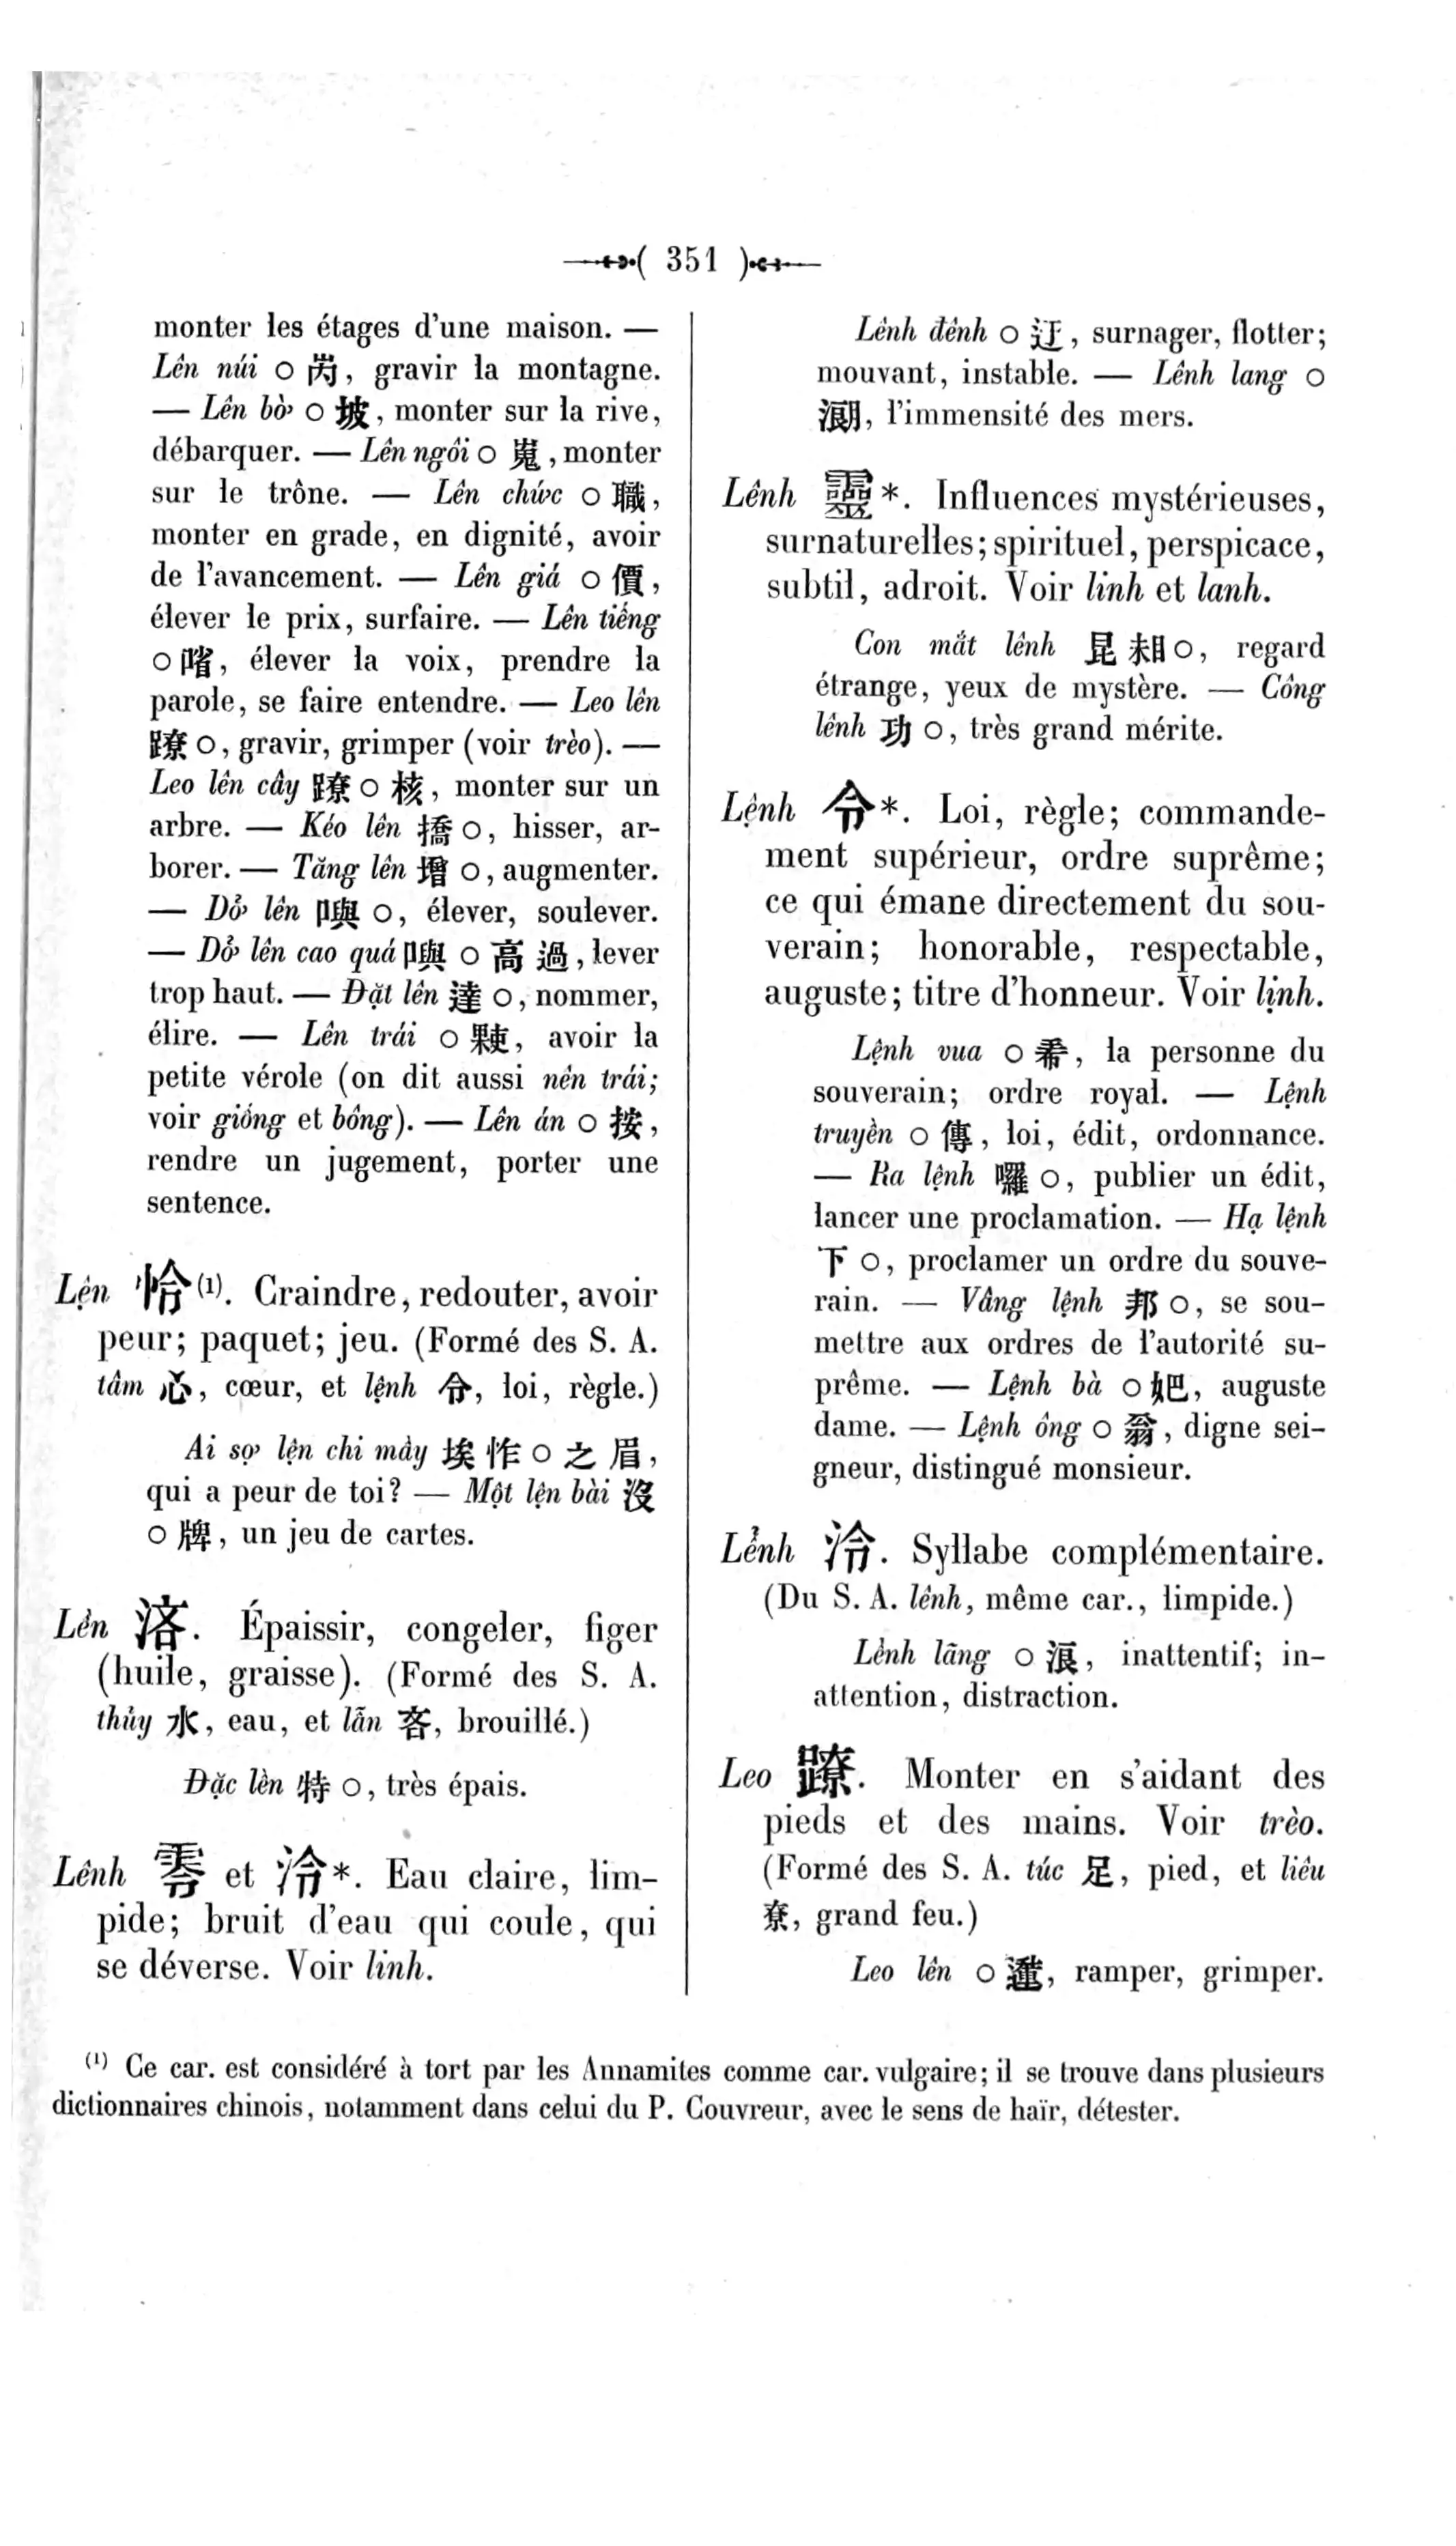 ( 351 )
monter les étages d'une maison. —
Lên núi ○, gravir la montagne.
— Lên bờ ○ 坡, monter sur la rive,
débarquer. — Lên ngôi ○ 嵬, monter
sur le trône. — Lên chức ○ 職,
monter en grade, en dignité, avoir
de l'avancement. — Lên giá ○ 價,
élever le prix, surfaire. — Lên tiếng
○ 㗂, élever la voix, prendre la
parole, se faire entendre. — Leo lên
蹽 ○, gravir, grimper (voir trèo). —
Leo lên cây 蹽 ○ 核, monter sur un
arbre. — Kéo lên 撟 ○, hisser, ar-
borer. — Tăng lên 增 ○, augmenter.
— Dở lên ○, élever, soulever.
— Dở lên cao quá ○ 高 過, lever
trop haut. — Đặt lên 達 ○, nommer,
élire. — Lên trái ○, avoir la
petite vérole (on dit aussi nên trái;
voir giống et bông). — Lên án ○ 按,
rendre un jugement, porter une
sentence.
Lện 怜 (1). Craindre, redouter, avoir
peur; paquet; jeu. (Formé des S. A.
tâm 心, cœur, et lệnh 令, loi, règle.)
Ai sợ lện chi mầy 埃 怍 ○ 之 眉,
qui a peur de toi? — Một lện bài 沒
○ 牌, un jeu de cartes.
Lền. Épaissir, congeler, figer
(huile, graisse). (Formé des S. A.
thủy 水, eau, et lẫn 吝, brouillé.)
Đặc lền 特 ○, très épais.
Lênh 零 et 泠*. Eau claire, lim-
pide; bruit d'eau qui coule, qui
se déverse. Voir linh.
Lênh đênh ○, surnager, flotter;
mouvant, instable. — Lênh lang ○
, l'immensité des mers.
Lênh 靈*. Influences mystérieuses,
surnaturelles; spirituel, perspicace,
subtil, adroit. Voir linh et lanh.
Con mắt lênh 昆 ○, regard
étrange, yeux de mystère. — Công
lênh 功 ○, très grand mérite.
Lệnh 令*. Loi, règle; commande-
ment supérieur, ordre suprême;
ce qui émane directement du sou-
verain; honorable, respectable,
auguste; titre d'honneur. Voir lịnh.
Lệnh vua ○ 希, la personne du
souverain; ordre royal. — Lệnh
truyền ○ 傳, loi, édit, ordonnance.
— Ra lệnh 囉 ○, publier un édit,
lancer une proclamation. — Hạ lệnh
下 ○, proclamer un ordre du souve-
rain. — Vâng lệnh 邦 ○, se sou-
mettre aux ordres de l'autorité su-
prême. — Lệnh bà ○ 妑, auguste
dame. — Lệnh ông ○ 翁, digne sei-
gneur, distingué monsieur.
Lểnh 泠. Syllabe complémentaire.
(Du S. A. lênh, même car., limpide.)
Lềnh lãng ○ 浪, inattentif; in-
attention, distraction.
Leo 蹽. Monter en s'aidant des
pieds et des mains. Voir trèo.
(Formé des S. A. túc 足, pied, et liêu
尞, grand feu.)
Leo lên ○, ramper, grimper.
(1) Ce car. est considéré à tort par les Annamites comme car. vulgaire; il se trouve dans plusieurs
dictionnaires chinois, notamment dans celui du P. Couvreur, avec le sens de haïr, détester.